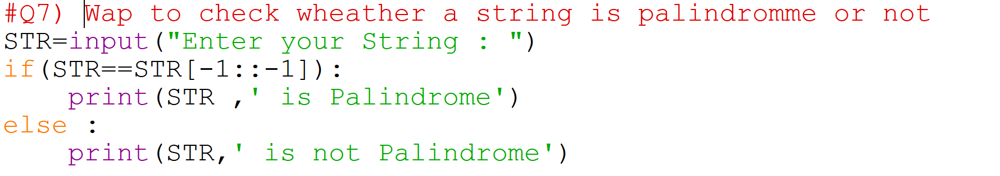 #Q7) Wap to check wheather a string is palindromme or not
STR=input("Enter your String : ")
if(STR==STR[-1::-1]):
    print(STR ,' is Palindrome')
else :
    print(STR,' is not Palindrome')